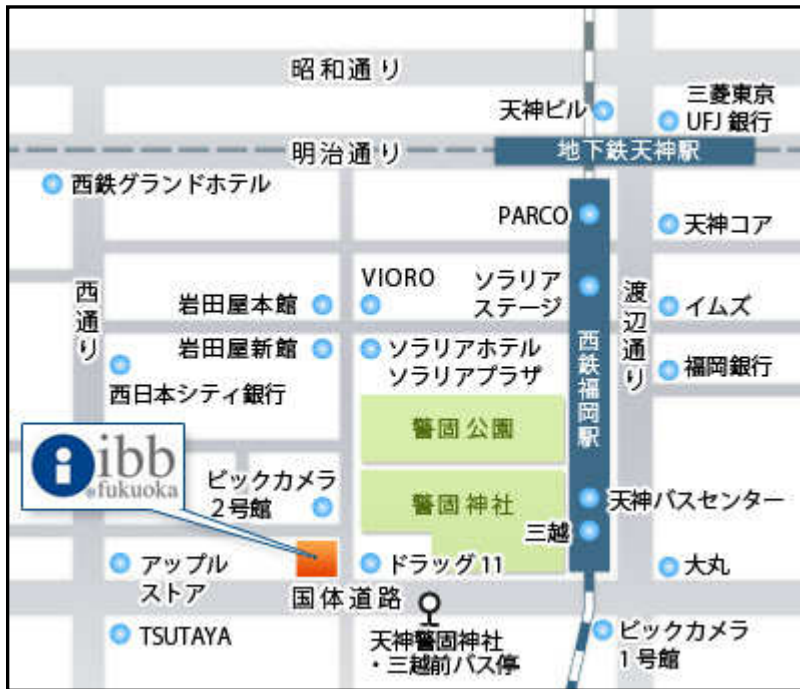 昭和通り
天神ビル
三菱東京
UFJ 銀行
明治通り
地下鉄天神駅
西鉄グランドホテル
PARCO
天神コア
西通り
岩田屋本館
VIORO
ソラリア
ステージ
渡辺通り
イムズ
岩田屋新館
ソラリアホテル
ソラリアプラザ
西鉄福岡駅
福岡銀行
西日本シティ銀行
警固公園
i
ibb
@fukuoka
ビックカメラ
2号館
警固神社
天神バスセンター
三越
アップル
ストア
ドラッグ11
大丸
国体道路
TSUTAYA
天神警固神社
・三越前バス停
ビックカメラ
1号館